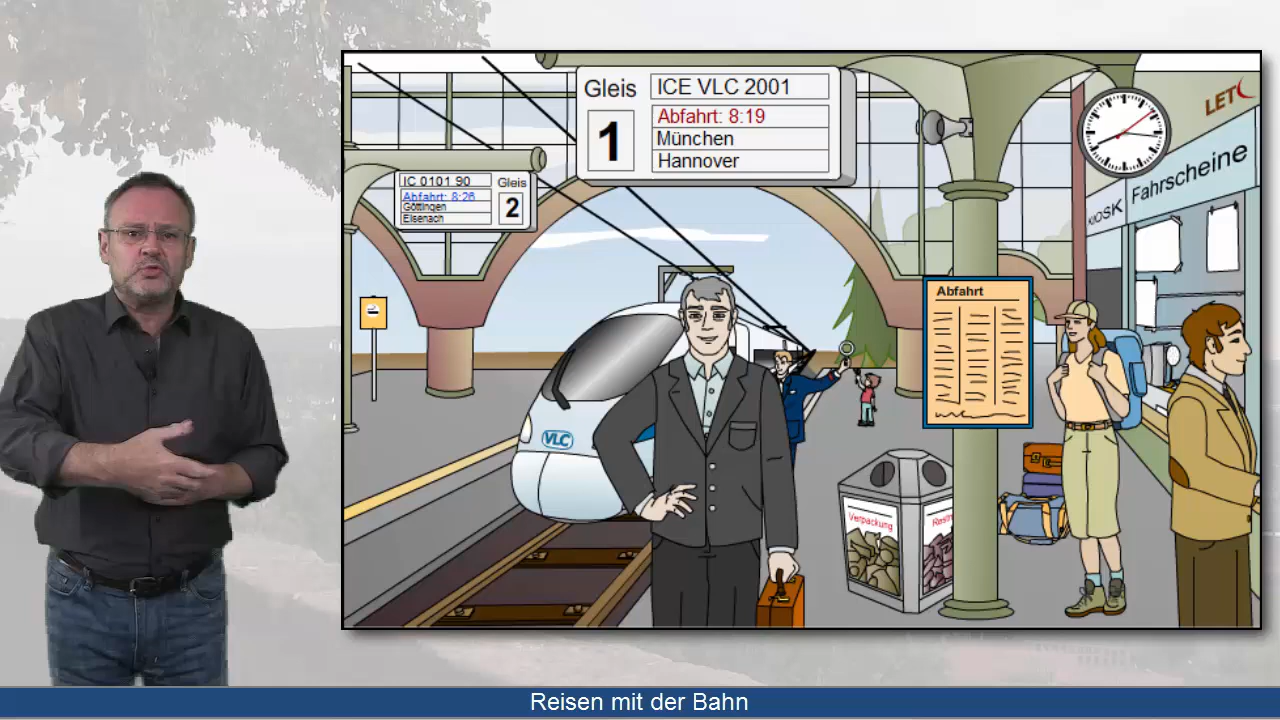 Gleis
1
ICE VLC 2001
Abfahrt: 8:19
München
Hannover
IC 0101 90
Abfahrt: 8:26
Göttingen
Eisenach
Gleis
2
LET
KIOSK
Fahrscheine
Abfahrt
VLC
Verpackung
Reisen mit der Bahn